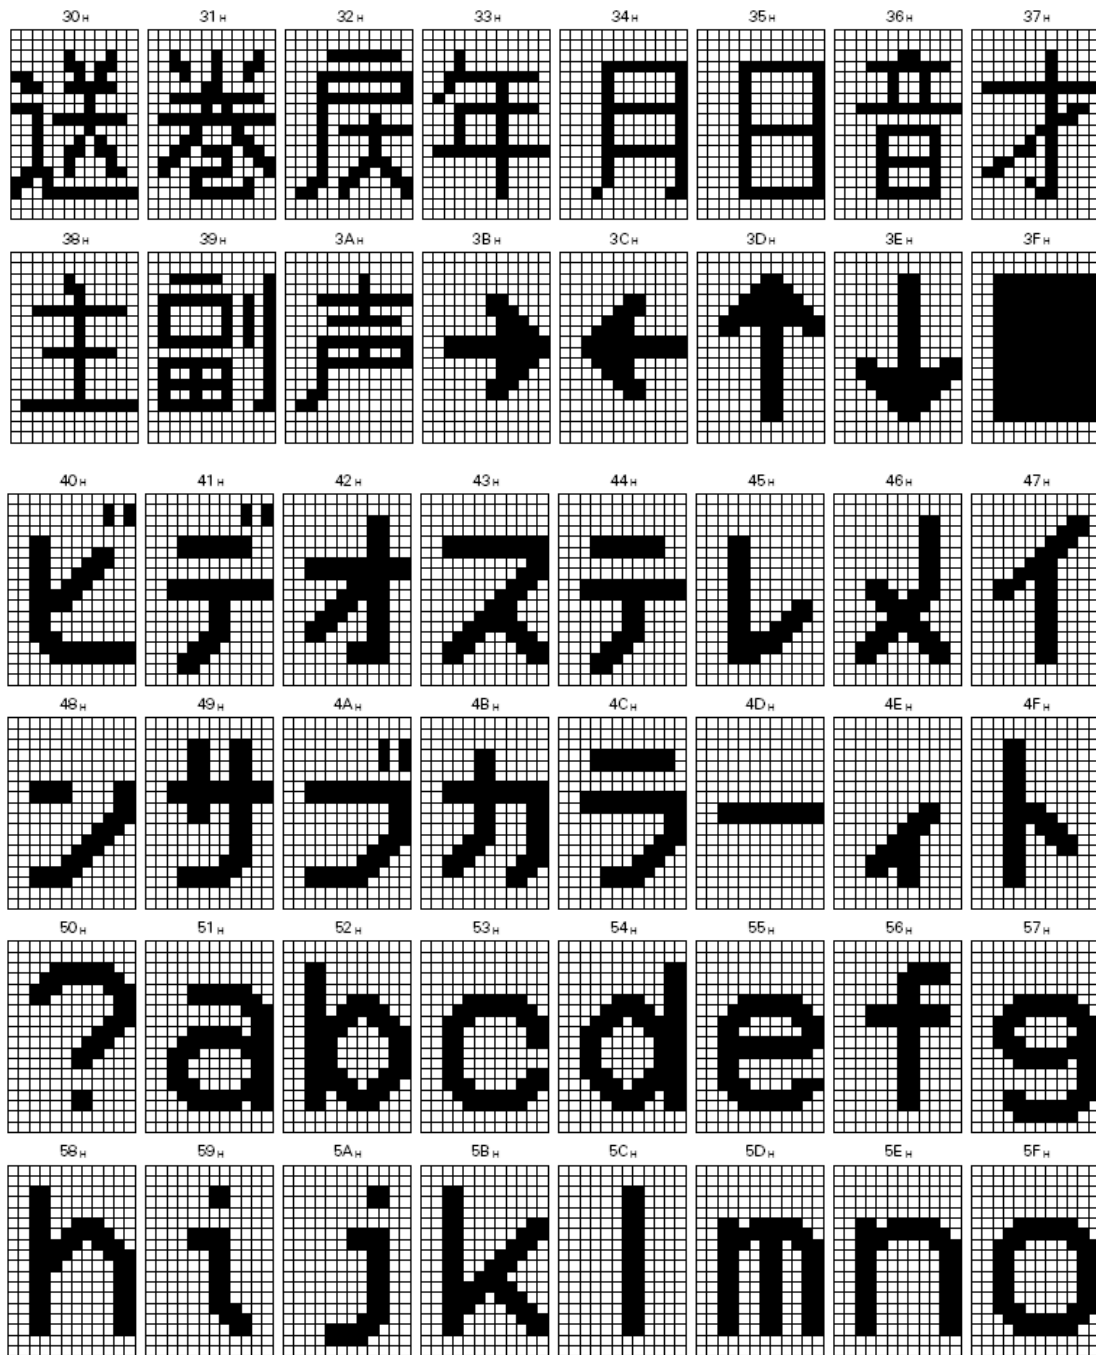 30H 31H 32H 33H 34H 35H 36H 37H
送 巻 戻 年 月 日 音 才
38H 39H 3AH 3BH 3CH 3DH 3EH 3FH
主 副 声 → ← ↑ ↓ ■
40H 41H 42H 43H 44H 45H 46H 47H
ビ デ オ ス テ レ メ イ
48H 49H 4AH 4BH 4CH 4DH 4EH 4FH
ン サ ブ カ ラ ー ィ ト
50H 51H 52H 53H 54H 55H 56H 57H
? a b c d e f g
58H 59H 5AH 5BH 5CH 5DH 5EH 5FH
h i j k l m n o